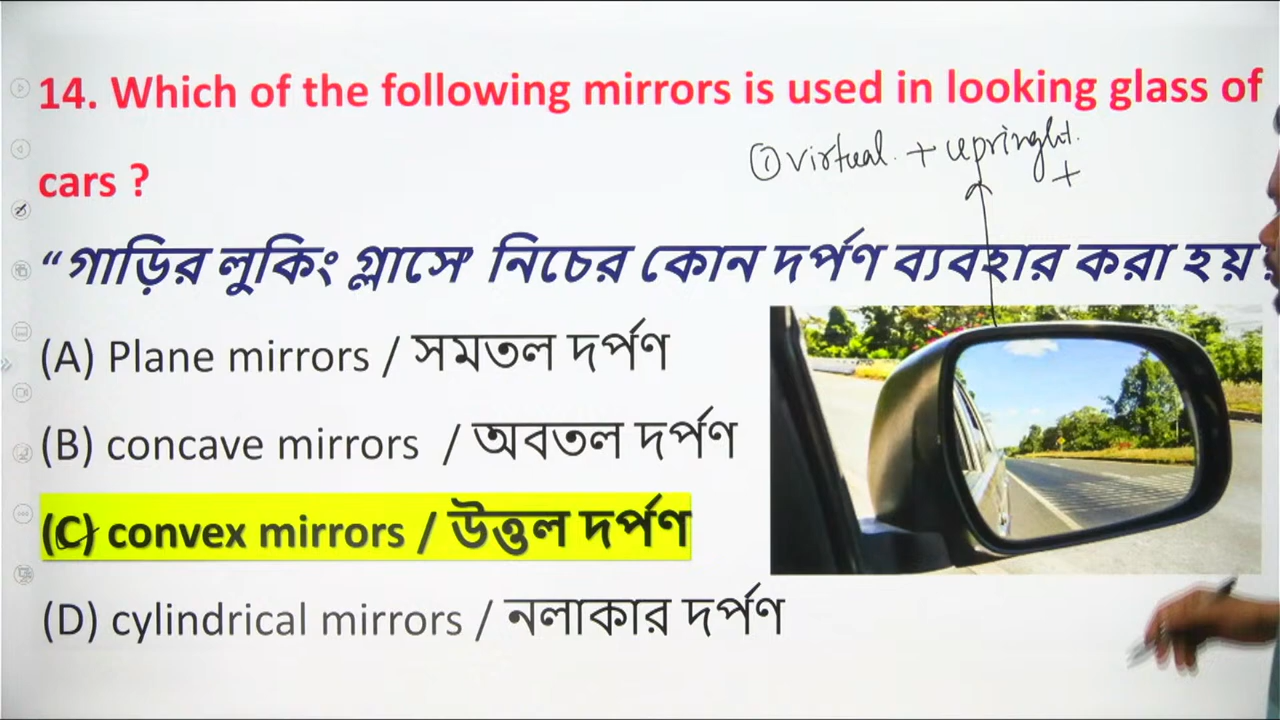 14. Which of the following mirrors is used in looking glass of
cars ?
① virtual + upringht.
+
“গাড়ির লুকিং গ্লাসে’ নিচের কোন দর্পণ ব্যবহার করা হয়?
(A) Plane mirrors / সমতল দর্পণ
(B) concave mirrors / অবতল দর্পণ
(C) convex mirrors / উত্তল দর্পণ
(D) cylindrical mirrors / নলাকার দর্পণ